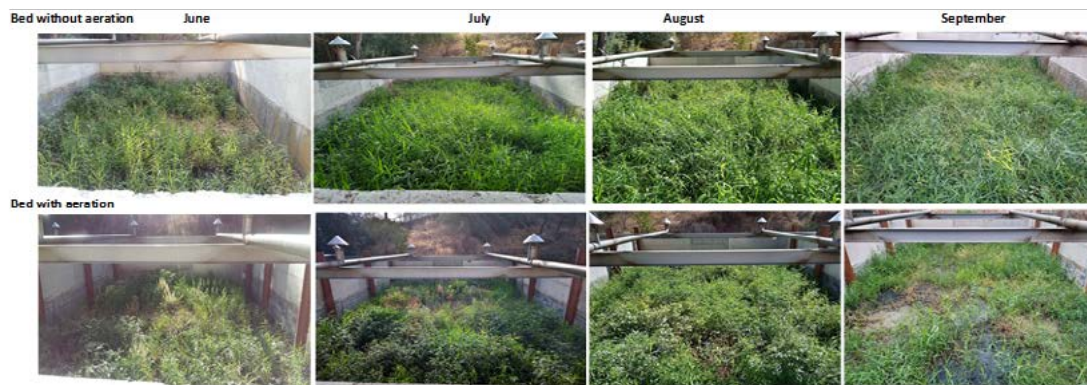 Bed without aeration June July August September
Bed with aeration